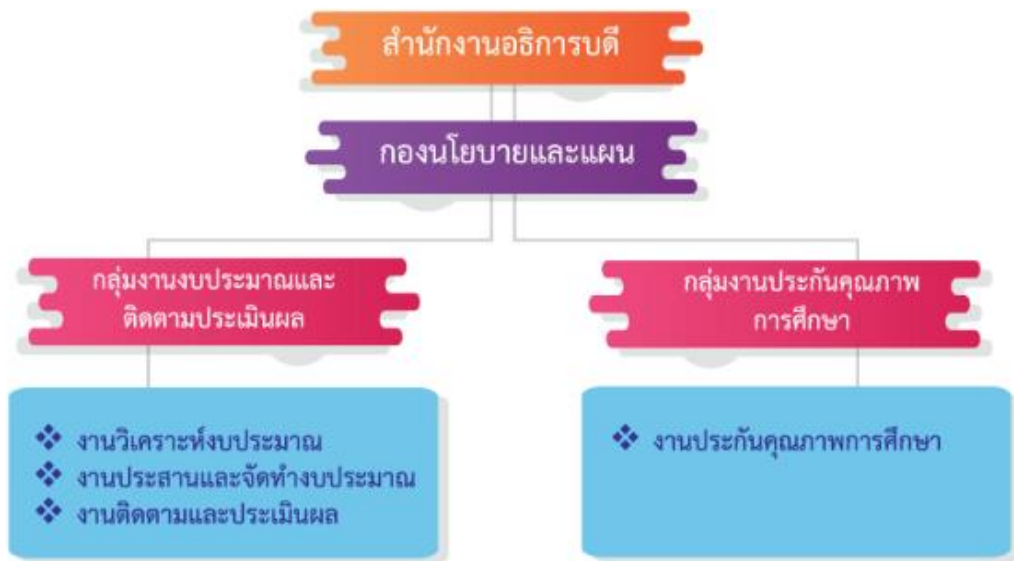 สำนักงานอธิการบดี
กองนโยบายและแผน
กลุ่มงานงบประมาณและ
ติดตามประเมินผล
❖ งานวิเคราะห์งบประมาณ
❖ งานประสานและจัดทำงบประมาณ
❖ งานติดตามและประเมินผล
กลุ่มงานประกันคุณภาพ
การศึกษา
❖ งานประกันคุณภาพการศึกษา